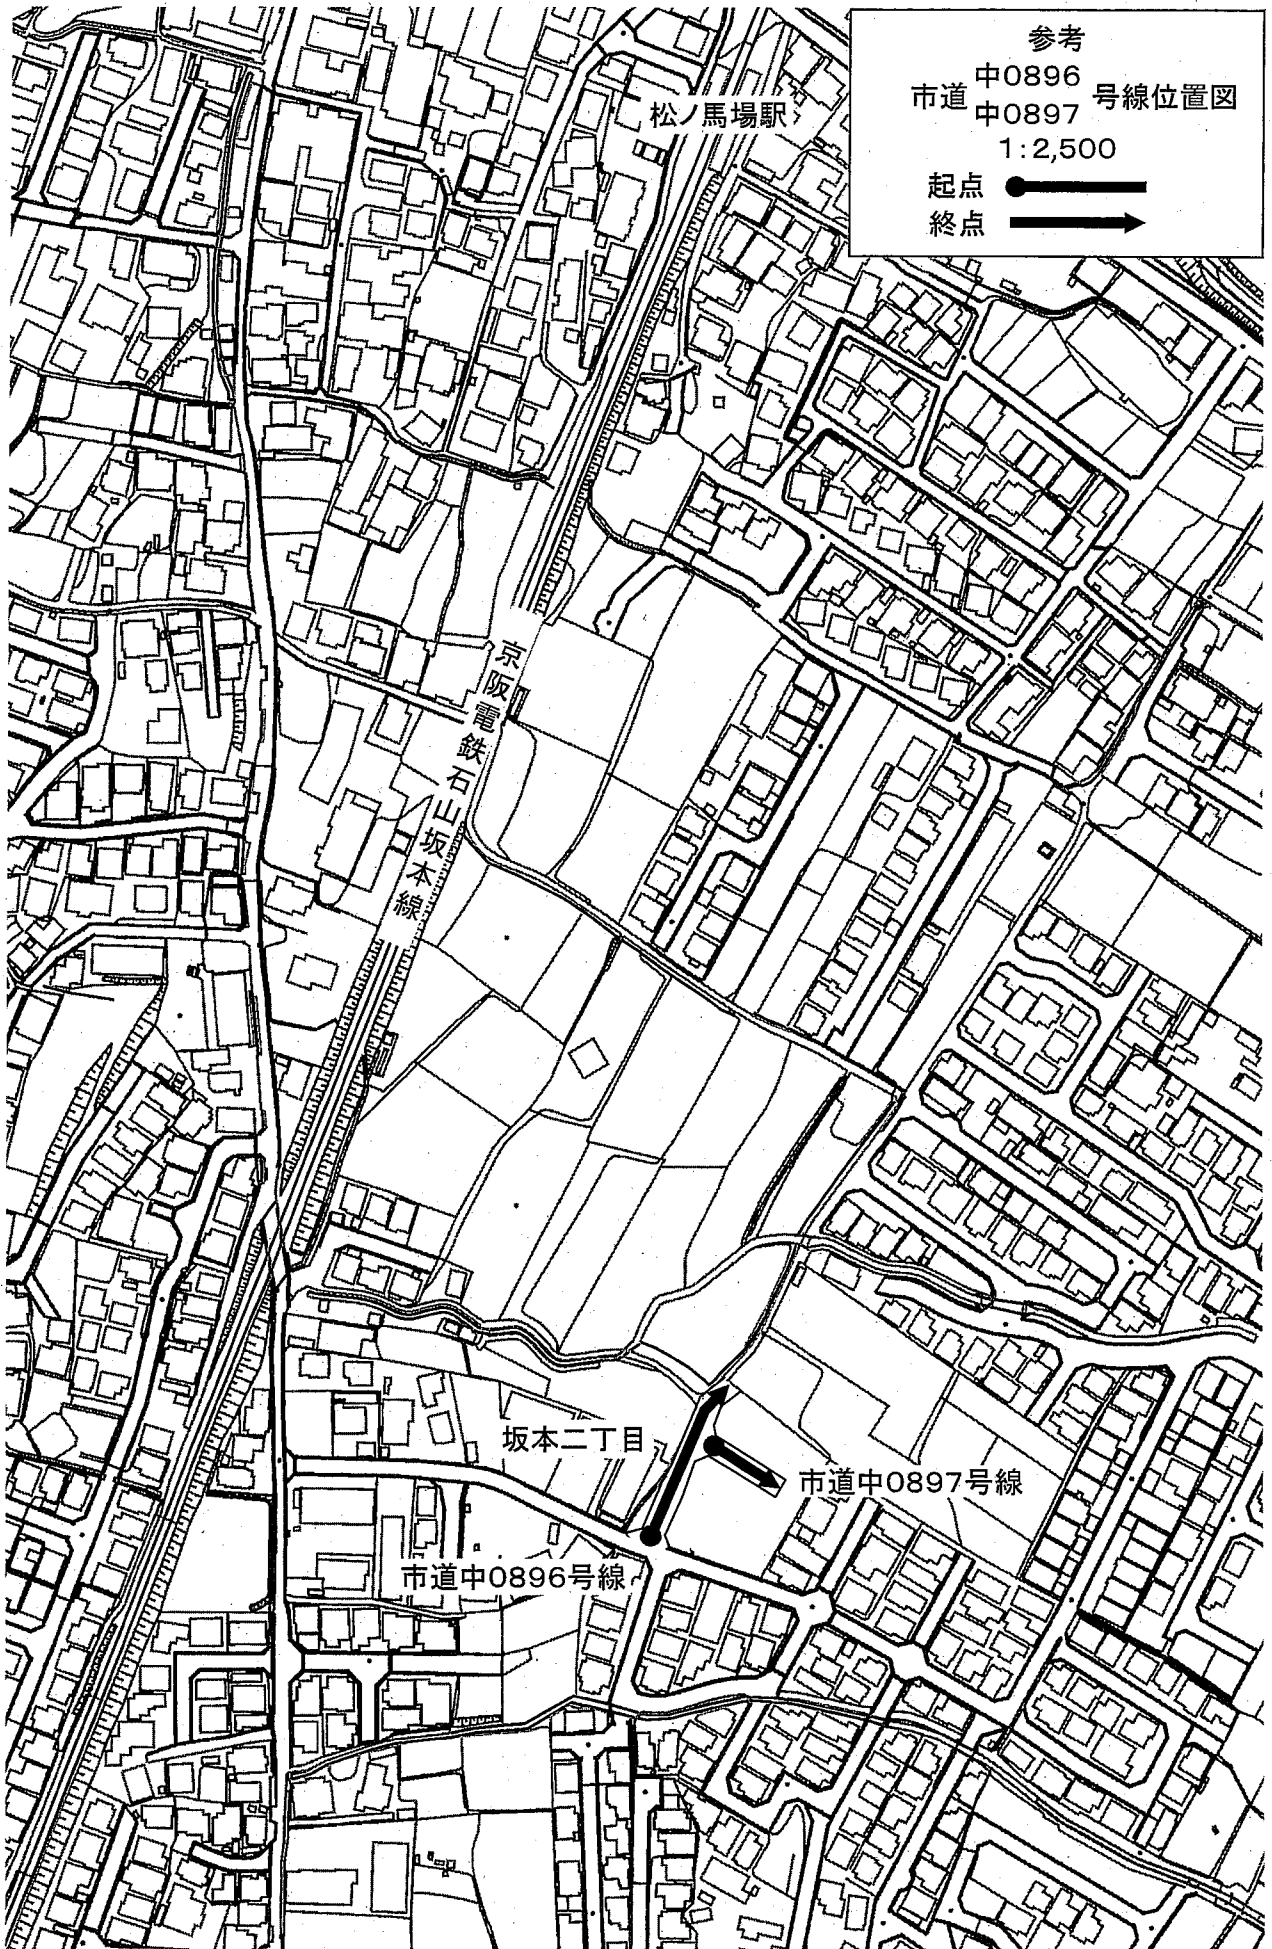 参考
市道 中0896 号線位置図
中0897
1:2,500
起点
終点
松ノ馬場駅
京阪電鉄石山坂本線
坂本二丁目
市道中0897号線
市道中0896号線